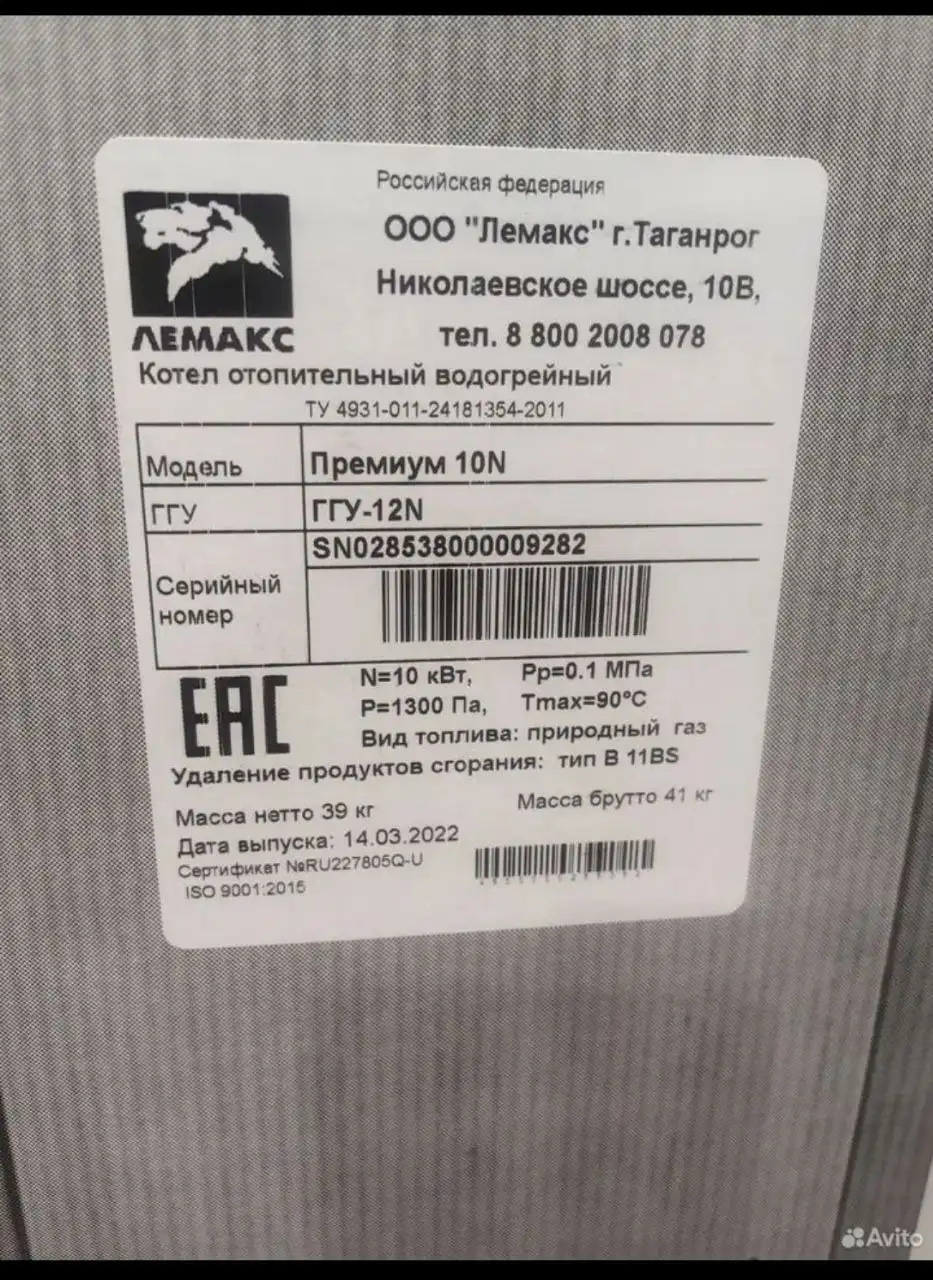 Российская федерация
ООО "Лемакс" г.Таганрог
Николаевское шоссе, 10В,
тел. 8 800 2008 078
ЛЕМАКС
Котел отопительный водогрейный
ТУ 4931-011-24181354-2011
Модель Премиум 10N
ГГУ ГГУ-12N
SN028538000009282
Серийный
номер
EAC
N=10 кВт, Рр=0.1 МПа
Р=1300 Па, Tmax=90°C
Вид топлива: природный газ
Удаление продуктов сгорания: тип В 11BS
Масса нетто 39 кг Масса брутто 41 кг
Дата выпуска: 14.03.2022
Сертификат №RU227805Q-U
ISO 9001:2015
Avito